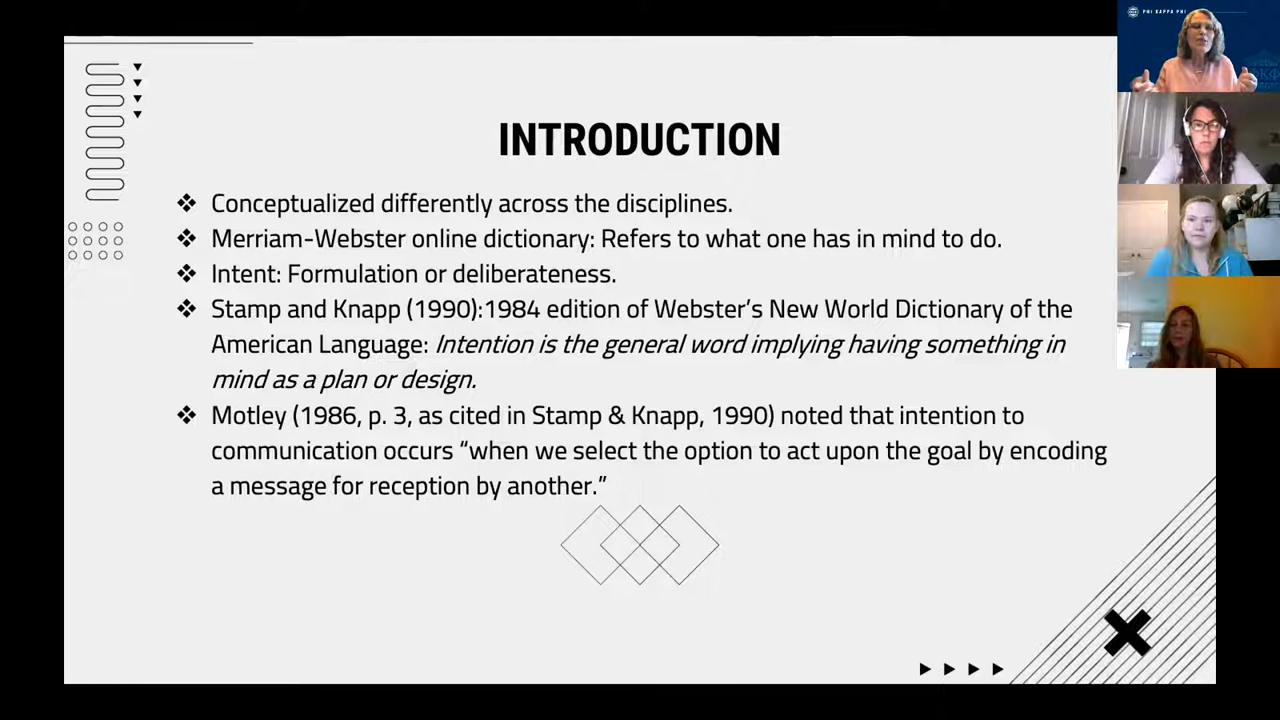 PHI KAPPA PHI
INTRODUCTION
❖ Conceptualized differently across the disciplines.
❖ Merriam-Webster online dictionary: Refers to what one has in mind to do.
❖ Intent: Formulation or deliberateness.
❖ Stamp and Knapp (1990):1984 edition of Webster's New World Dictionary of the
American Language: Intention is the general word implying having something in
mind as a plan or design.
❖ Motley (1986, p. 3, as cited in Stamp & Knapp, 1990) noted that intention to
communication occurs “when we select the option to act upon the goal by encoding
a message for reception by another.”